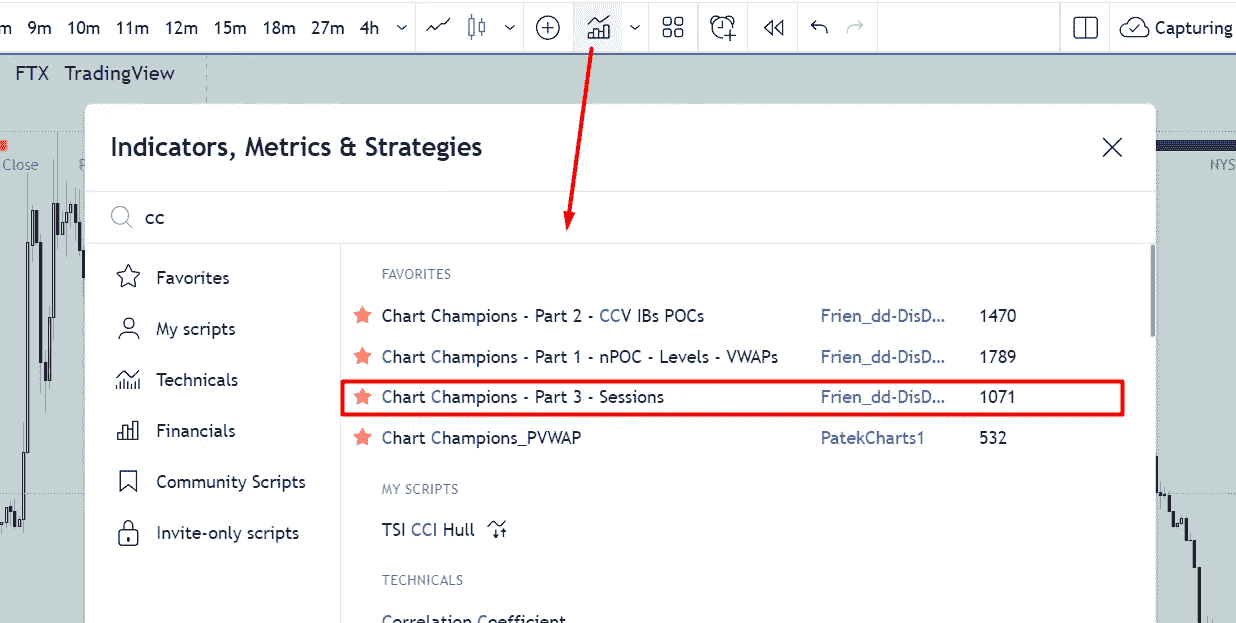 9m 10m 11m 12m 15m 18m 27m 4h Capturing
FTX TradingView
Indicators, Metrics & Strategies
Close
NYS
cc
FAVORITES
Favorites
Chart Champions - Part 2 - CCV IBs POCs Frien_dd-DisD... 1470
My scripts
Chart Champions - Part 1 - nPOC - Levels - VWAPs Frien_dd-DisD... 1789
Technicals
Chart Champions - Part 3 - Sessions Frien_dd-DisD... 1071
Financials
Chart Champions_PVWAP PatekCharts1 532
Community Scripts
MY SCRIPTS
Invite-only scripts
TSI CCI Hull
TECHNICALS
Correlation Coefficient